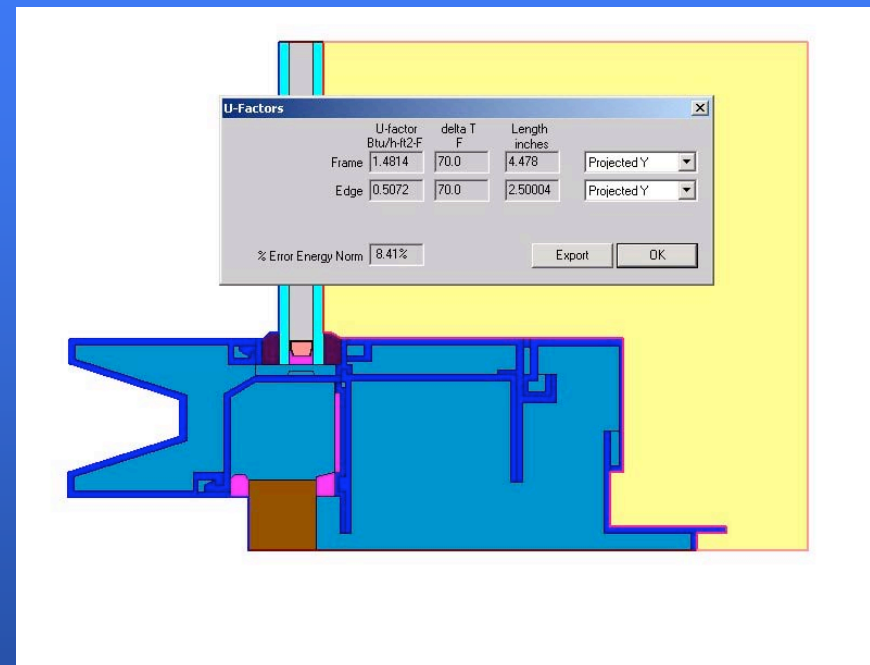 U-Factors
U-factor delta T Length
Btu/h-ft2-F F inches
Frame 1.4814 70.0 4.478 Projected Y
Edge 0.5072 70.0 2.50004 Projected Y
% Error Energy Norm 8.41% Export OK